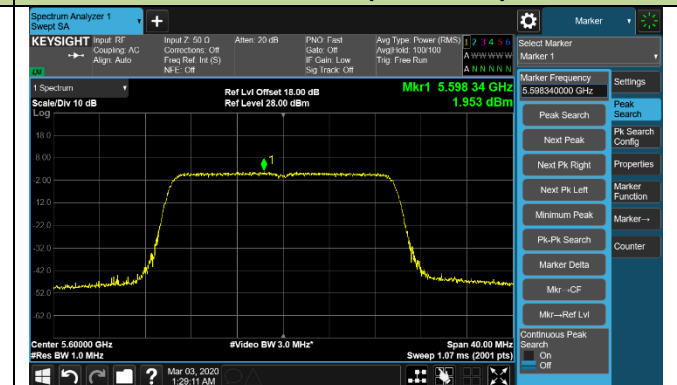 Spectrum Analyzer 1
Swept SA
+
Marker
KEYSIGHT
Input: RF
Coupling: AC
Align: Auto
Input Z: 50 Ω
Corrections: Off
Freq Ref: Int (S)
NFE: Off
Atten: 20 dB
PNO: Fast
Gate: Off
IF Gain: Low
Sig Track: Off
Avg Type: Power (RMS)
Avg|Hold: 100/100
Trig: Free Run
1 2 3 4 5 6
A W W W W W
A N N N N N
LXI
Select Marker
Marker 1
1 Spectrum
Scale/Div 10 dB
Log
Ref Lvl Offset 18.00 dB
Ref Level 28.00 dBm
Mkr1 5.598 34 GHz
1.953 dBm
18.0
8.00
-2.00
-12.0
-22.0
-32.0
-42.0
-52.0
-62.0
1
Center 5.60000 GHz
#Res BW 1.0 MHz
#Video BW 3.0 MHz*
Span 40.00 MHz
Sweep 1.07 ms (2001 pts)
Marker Frequency
5.598340000 GHz
Peak Search
Next Peak
Next Pk Right
Next Pk Left
Minimum Peak
Pk-Pk Search
Marker Delta
Mkr→CF
Mkr→Ref Lvl
Continuous Peak
Search
On
Off
Settings
Peak
Search
Pk Search
Config
Properties
Marker
Function
Marker→
Counter
?
Mar 03, 2020
1:29:11 AM